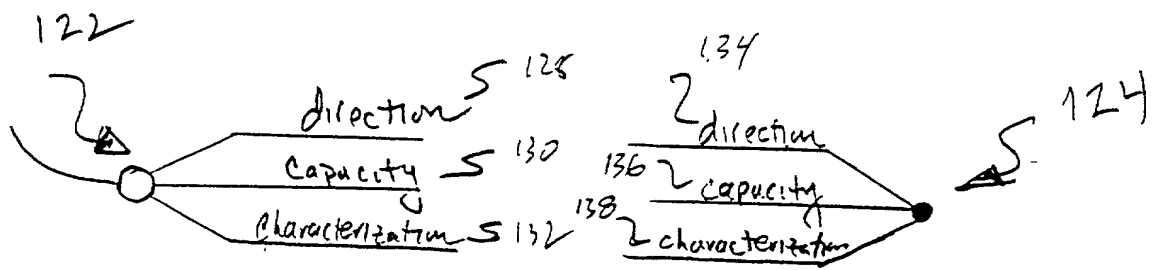 122
direction 128
134
direction
124
capacity 130
136 capacity
characterization 132
138 characterization